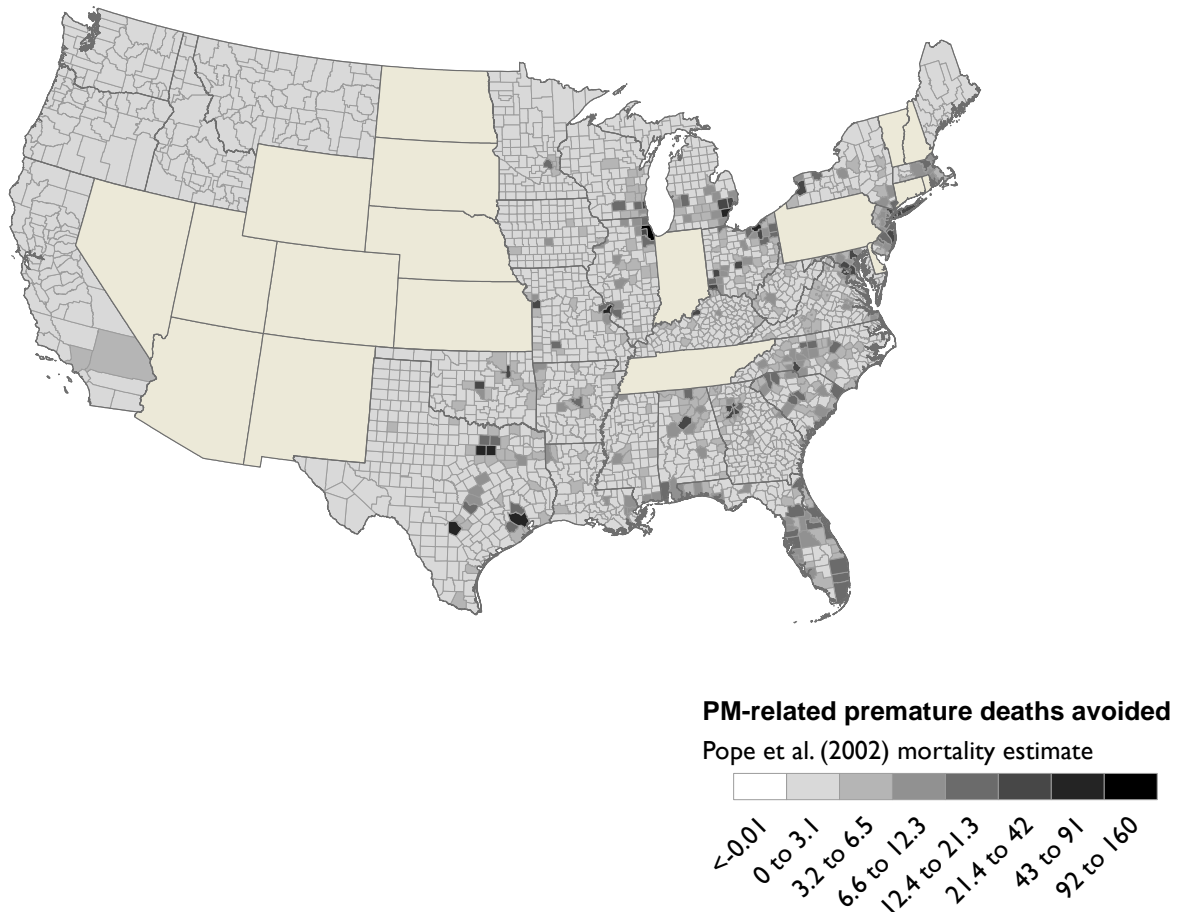 PM-related premature deaths avoided
Pope et al. (2002) mortality estimate
<-0.01
0 to 3.1
3.2 to 6.5
6.6 to 12.3
12.4 to 21.3
21.4 to 42
43 to 91
92 to 160